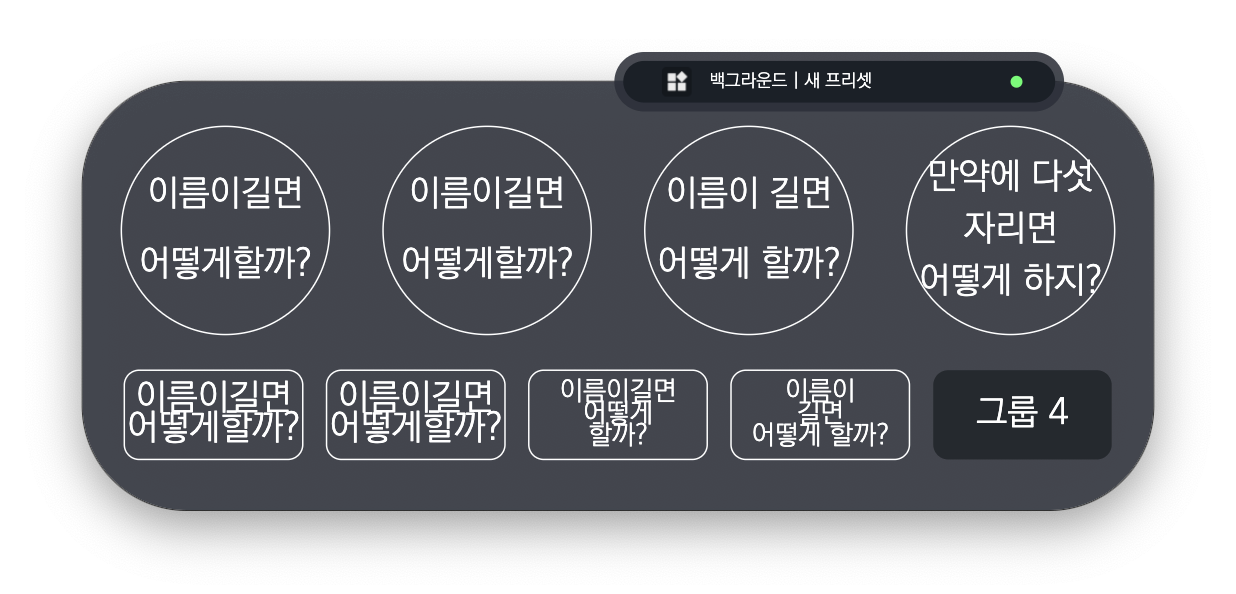 백그라운드 | 새 프리셋
이름이길면
어떻게할까?
이름이길면
어떻게할까?
이름이 길면
어떻게 할까?
만약에 다섯
자리면
어떻게 하지?
이름이길면
어떻게할까?
이름이길면
어떻게할까?
이름이길면
어떻게
할까?
이름이
길면
어떻게 할까?
그룹 4